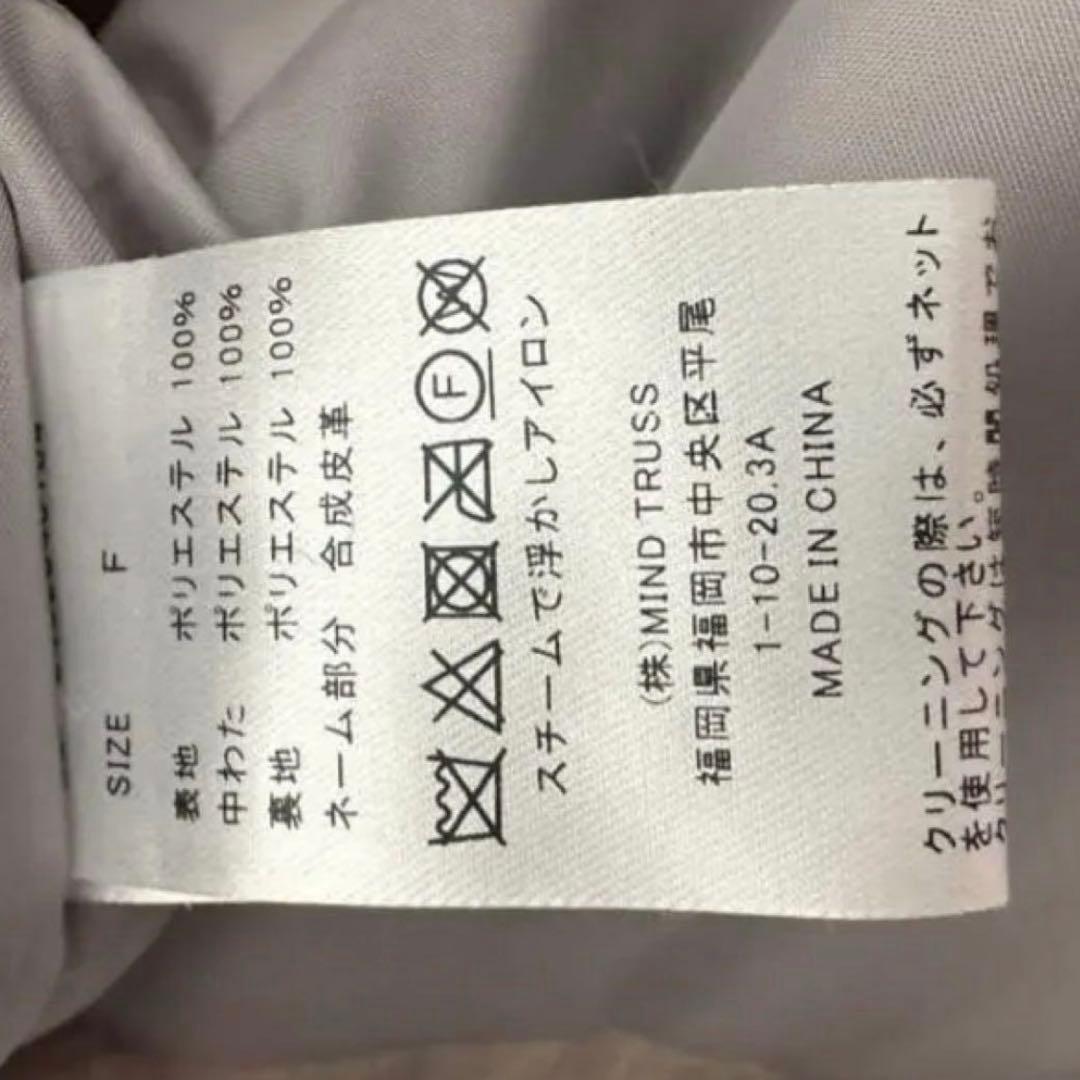 SIZE F
表地 ポリエステル 100%
中わた ポリエステル 100%
裏地 ポリエステル 100%
ネーム部分 合成皮革
F W
スチームで浮かしアイロン
(株)MIND TRUSS
福岡県福岡市中央区平尾
1-10-20.3A
MADE IN CHINA
クリーニングの際は、必ずネット
を使用して下さい。